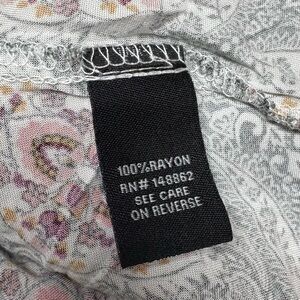 100%RAYON
RN# 148862
SEE CARE
ON REVERSE